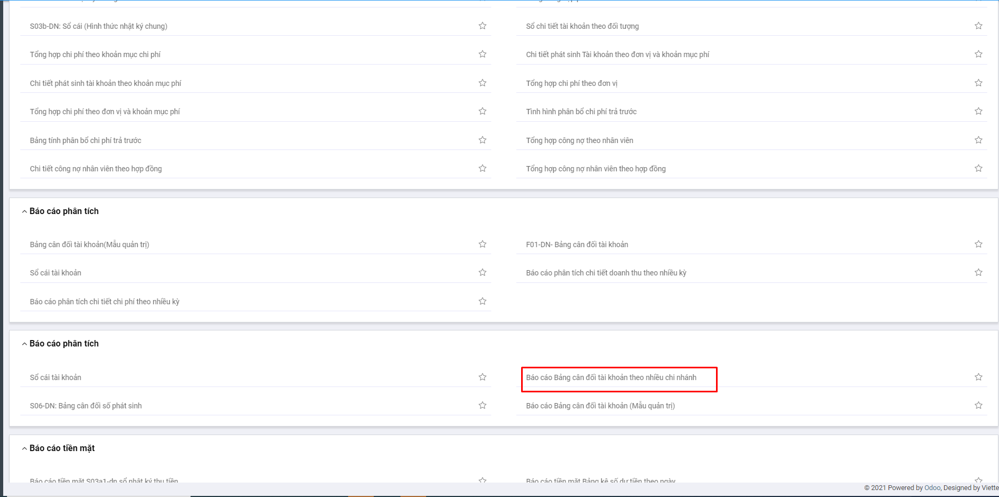 S03b-DN: Sổ cái (Hình thức nhật ký chung)
Sổ chi tiết tài khoản theo đối tượng
Tổng hợp chi phí theo khoản mục chi phí
Chi tiết phát sinh Tài khoản theo đơn vị và khoản mục phí
Chi tiết phát sinh tài khoản theo khoản mục phí
Tổng hợp chi phí theo đơn vị
Tổng hợp chi phí theo đơn vị và khoản mục phí
Tình hình phân bổ chi phí trả trước
Bảng tính phân bổ chi phí trả trước
Tổng hợp công nợ theo nhân viên
Chi tiết công nợ nhân viên theo hợp đồng
Tổng hợp công nợ nhân viên theo hợp đồng
Báo cáo phân tích
Bảng cân đối tài khoản(Mẫu quản trị)
F01-DN- Bảng cân đối tài khoản
Sổ cái tài khoản
Báo cáo phân tích chi tiết doanh thu theo nhiều kỳ
Báo cáo phân tích chi tiết chi phí theo nhiều kỳ
Báo cáo phân tích
Sổ cái tài khoản
Báo cáo Bảng cân đối tài khoản theo nhiều chi nhánh
S06-DN: Bảng cân đối số phát sinh
Báo cáo Bảng cân đối tài khoản (Mẫu quản trị)
Báo cáo tiền mặt
Báo cáo tiền mặt S03a1-dn sổ nhật ký thu tiền
Báo cáo tiền mặt Bảng kê số dư tiền theo ngày
© 2021 Powered by Odoo, Designed by Viette